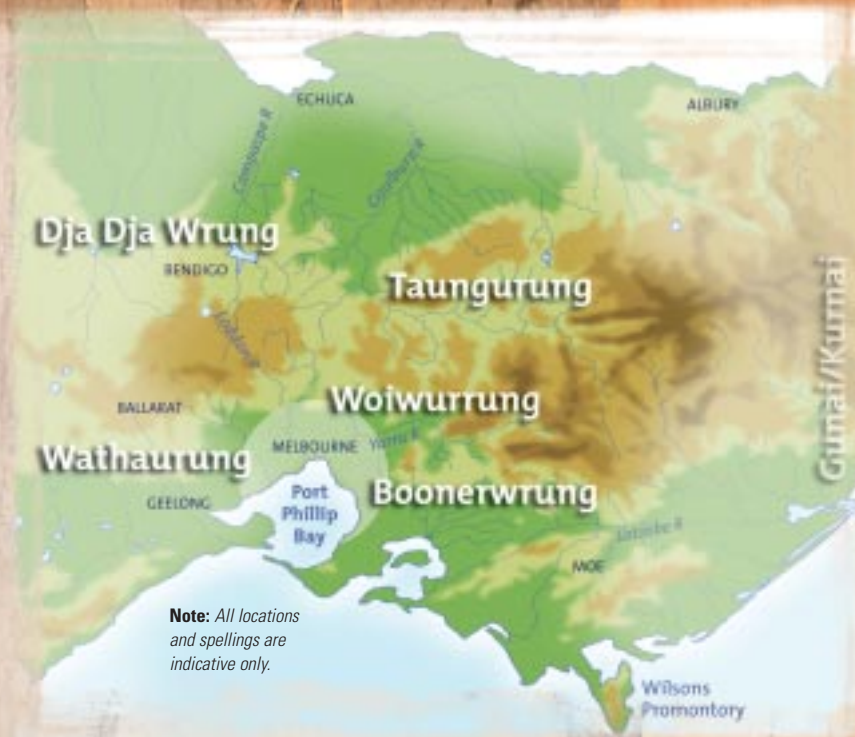 ECHUCA
ALBURY
Campaspe R
Goulburn R
Dja Dja Wrung
BENDIGO
Taungurung
Gunai/Kurnai
Loddon R
Woiwurrung
BALLARAT
MELBOURNE
Yarra R
Wathaurung
Boonerwrung
GEELONG
Port
Phillip
Bay
Latrobe R
MOE
Note: All locations
and spellings are
indicative only.
Wilsons
Promontory